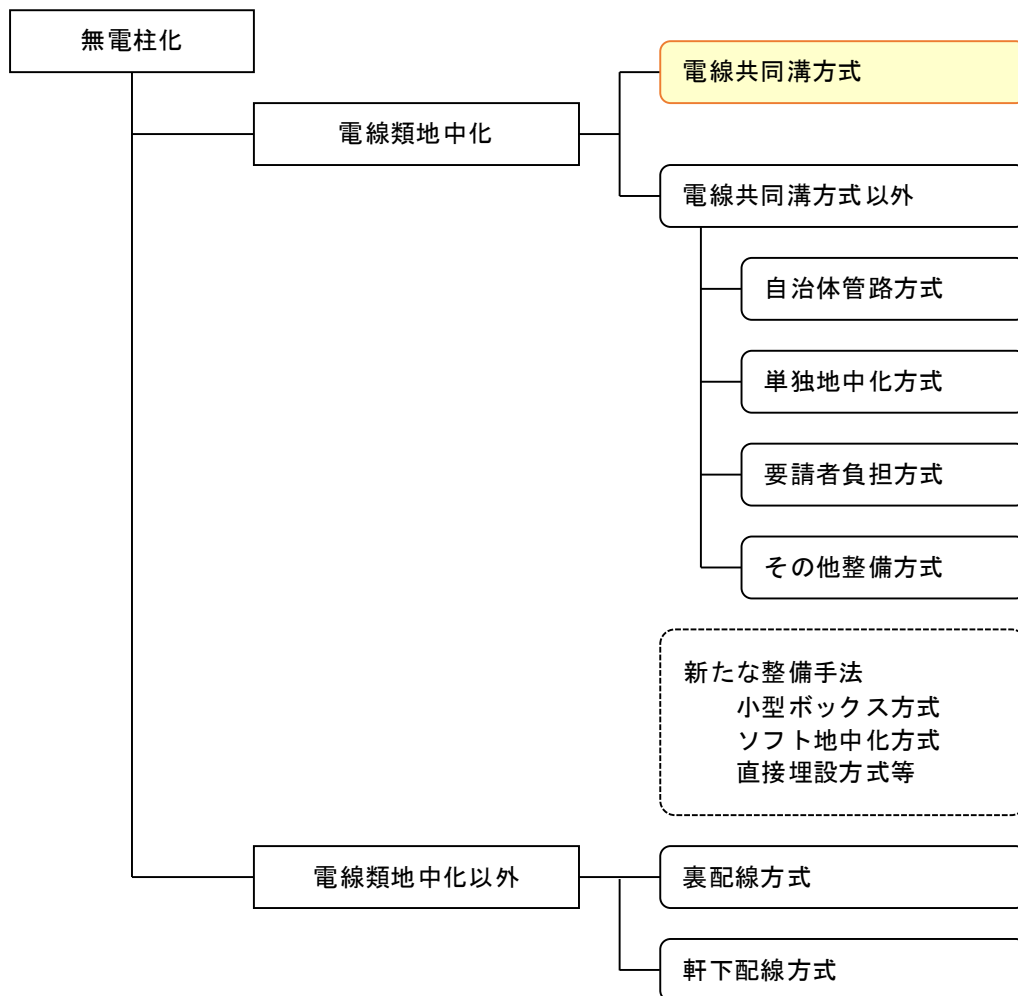 無電柱化
電線類地中化
電線共同溝方式
電線共同溝方式以外
自治体管路方式
単独地中化方式
要請者負担方式
その他整備方式
新たな整備手法
小型ボックス方式
ソフト地中化方式
直接埋設方式等
電線類地中化以外
裏配線方式
軒下配線方式